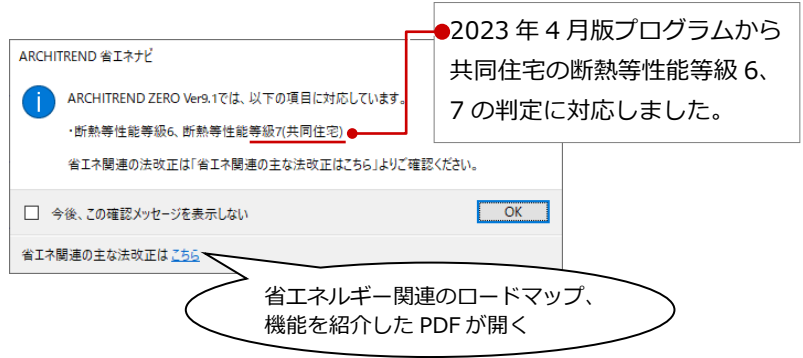 2023 年 4 月版プログラムから
共同住宅の断熱等性能等級 6、
7 の判定に対応しました。
ARCHITREND 省エネナビ
ARCHITREND ZERO Ver9.1では、以下の項目に対応しています。
・断熱等性能等級6、断熱等性能等級7(共同住宅)
省エネ関連の法改正は「省エネ関連の主な法改正はこちら」よりご確認ください。
今後、この確認メッセージを表示しない
OK
省エネ関連の主な法改正は こちら
省エネルギー関連のロードマップ、
機能を紹介した PDF が開く